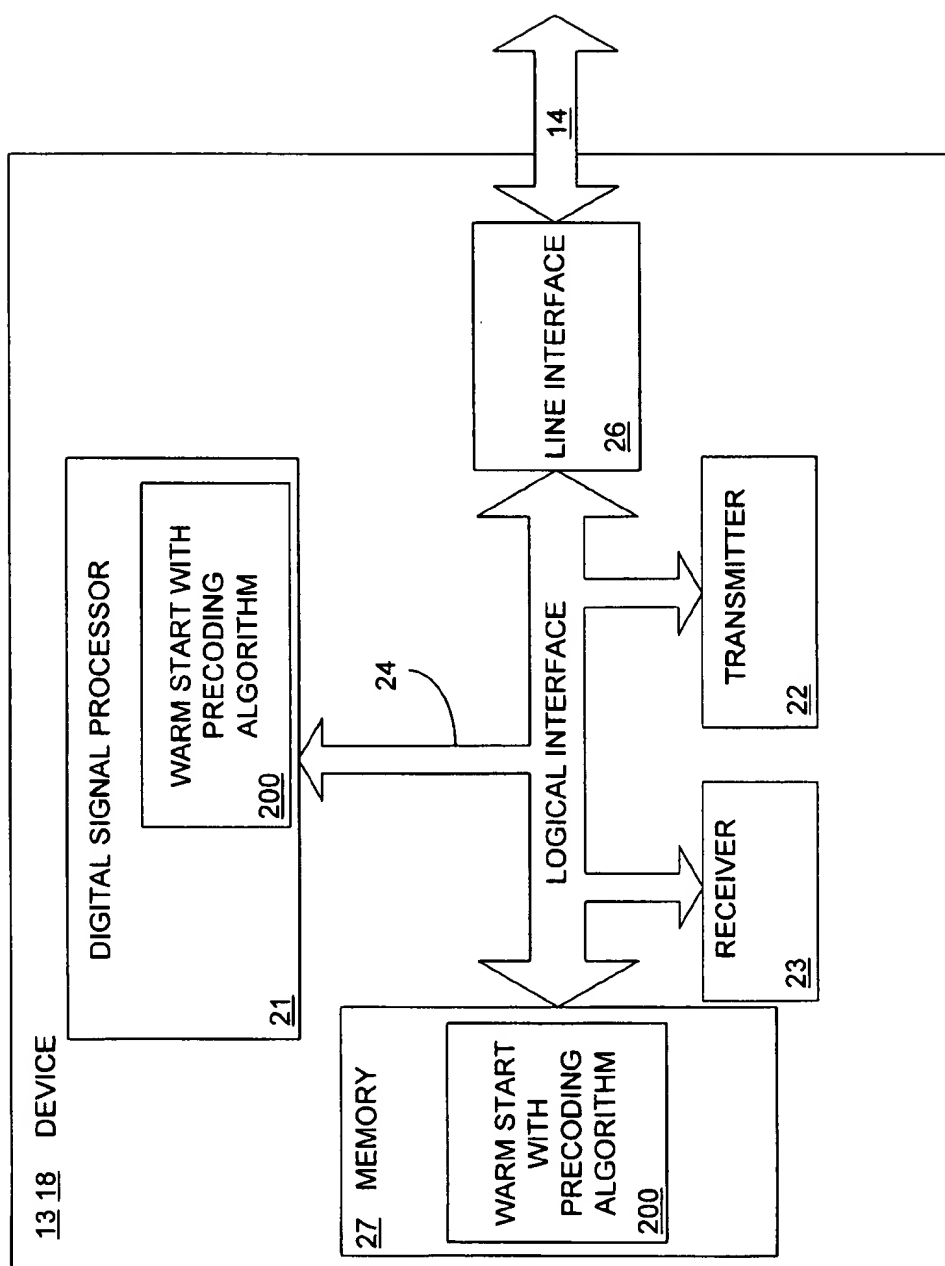 13 18 DEVICE
DIGITAL SIGNAL PROCESSOR
21
WARM START WITH
PRECODING
ALGORITHM
200
27 MEMORY
WARM START
WITH
PRECODING
ALGORITHM
200
24
LOGICAL INTERFACE
LINE INTERFACE
26
14
RECEIVER
23
TRANSMITTER
22